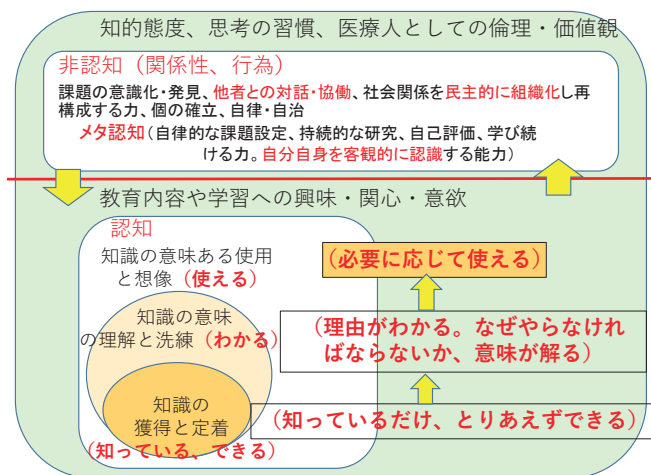 知的態度、思考の習慣、医療人としての倫理・価値観
非認知（関係性、行為）
課題の意識化・発見、他者との対話・協働、社会関係を民主的に組織化し再
構成する力、個の確立、自律・自治
メタ認知（自律的な課題設定、持続的な研究、自己評価、学び続
ける力。自分自身を客観的に認識する能力）
教育内容や学習への興味・関心・意欲
認知
知識の意味ある使用
と想像（使える）
（必要に応じて使える）
知識の意味
の理解と洗練（わかる）
（理由がわかる。なぜやらなけれ
ばならないか、意味が解る）
知識の
獲得と定着
（知っている、できる）
（知っているだけ、とりあえずできる）